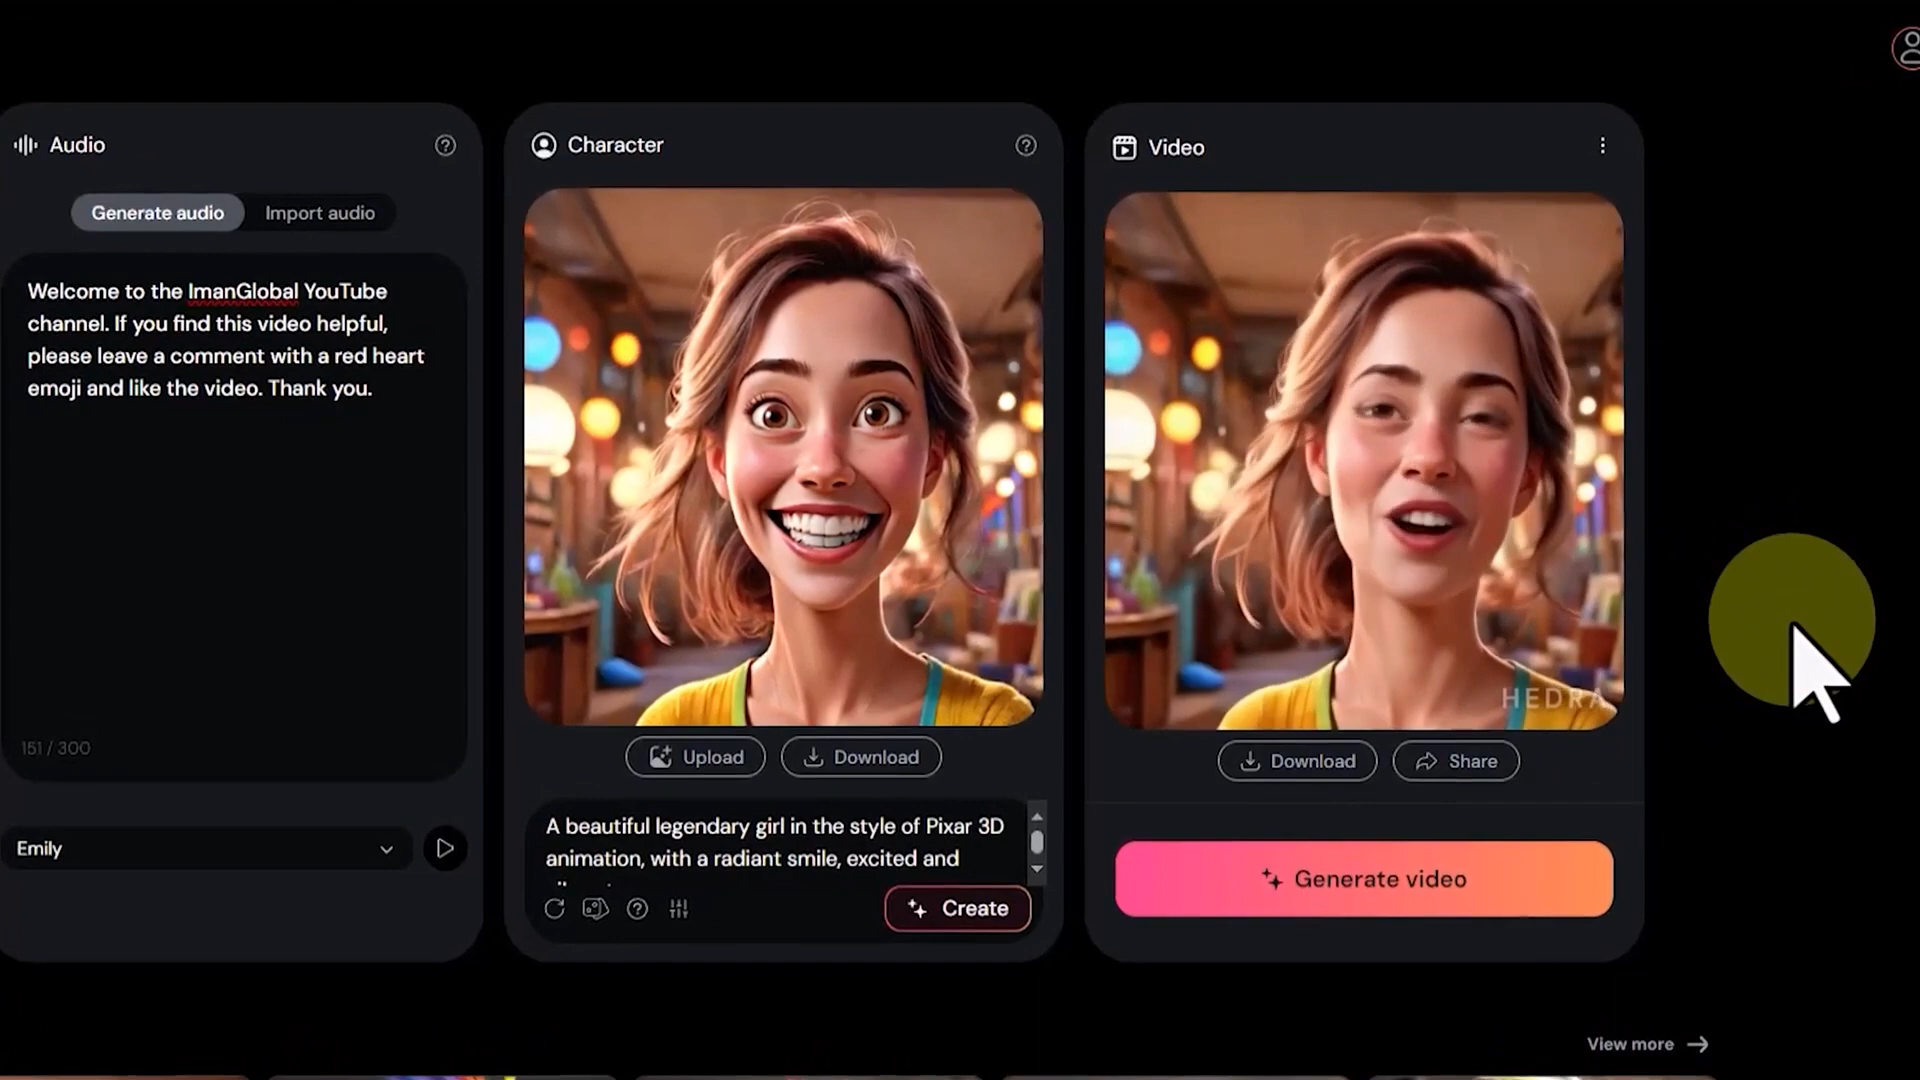 Audio
Generate audio
Import audio
Welcome to the ImanGlobal YouTube
channel. If you find this video helpful,
please leave a comment with a red heart
emoji and like the video. Thank you.
151 / 300
Emily
Character
Upload
Download
A beautiful legendary girl in the style of Pixar 3D
animation, with a radiant smile, excited and
Create
Video
HEDRA
Download
Share
Generate video
View more